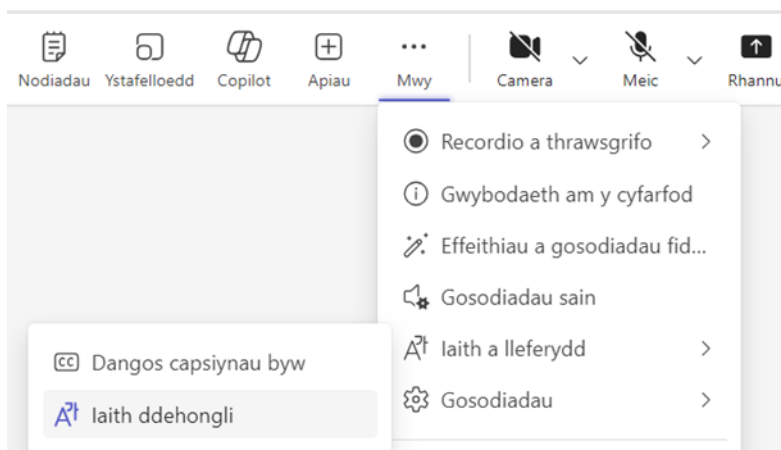 Nodiadau Ystafelloedd Copilot Apiau Mwy Camera Meic Rhannu
Recordio a thrawsgrifo
Gwybodaeth am y cyfarfod
Effeithiau a gosodiadau fid...
Gosodiadau sain
Iaith a lleferydd
Gosodiadau
CC Dangos capsiynau byw
Iaith ddehongli